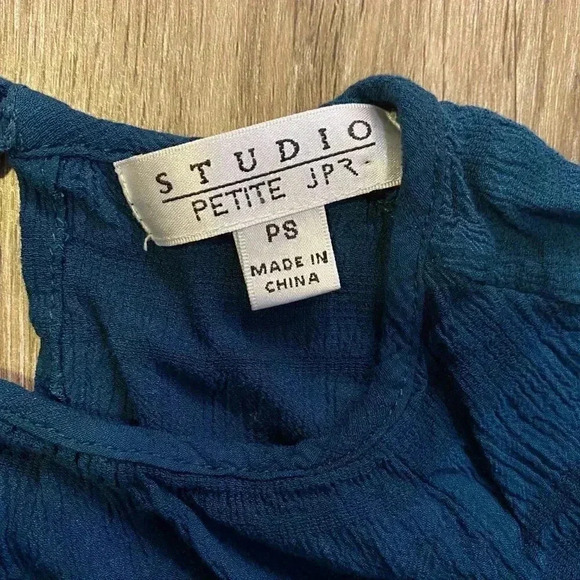 STUDIO
PETITE JPR
PS
MADE IN
CHINA